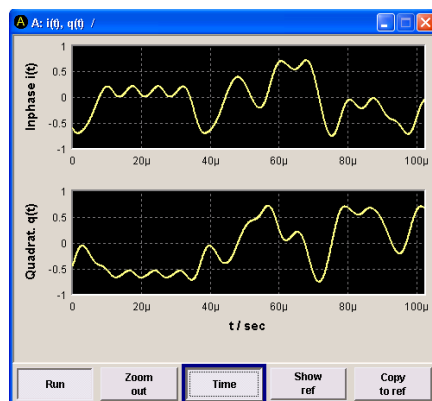 A A: i(t), q(t) /
Inphase i(t)
1
0.5
0
-0.5
-1
0 20µ 40µ 60µ 80µ 100µ
Quadrat. q(t)
1
0.5
0
-0.5
-1
0 20µ 40µ 60µ 80µ 100µ
t / sec
Run
Zoom out
Time
Show ref
Copy to ref